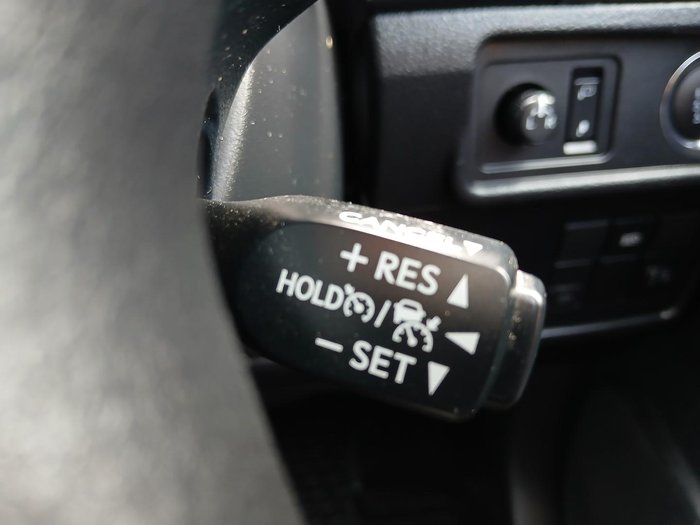 CANCEL
+ RES
HOLD /
- SET